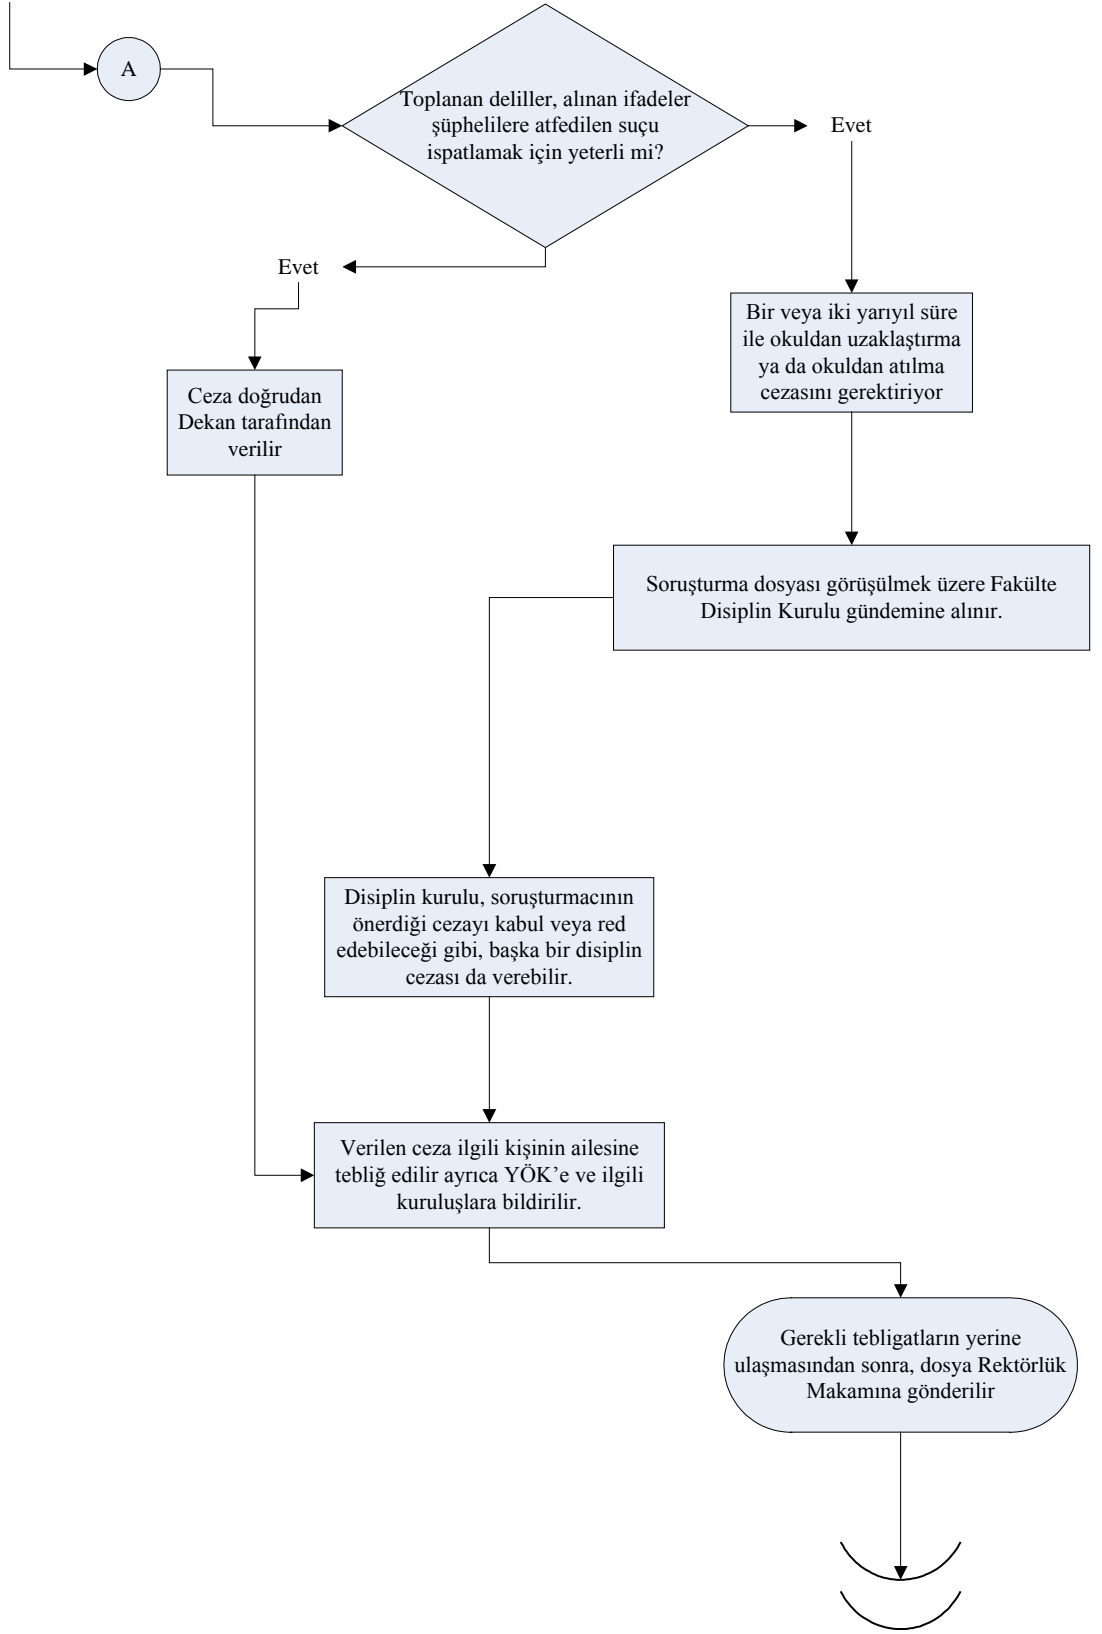 A
Toplanan deliller, alınan ifadeler
şüphelilere atfedilen suçu
ispatlamak için yeterli mi?
Evet
Evet
Bir veya iki yarıyıl süre
ile okuldan uzaklaştırma
ya da okuldan atılma
cezasını gerektiriyor
Ceza doğrudan
Dekan tarafından
verilir
Soruşturma dosyası görüşülmek üzere Fakülte
Disiplin Kurulu gündemine alınır.
Disiplin kurulu, soruşturmacının
önerdiği cezayı kabul veya red
edebileceği gibi, başka bir disiplin
cezası da verebilir.
Verilen ceza ilgili kişinin ailesine
tebliğ edilir ayrıca YÖK’e ve ilgili
kuruluşlara bildirilir.
Gerekli tebligatların yerine
ulaşmasından sonra, dosya Rektörlük
Makamına gönderilir